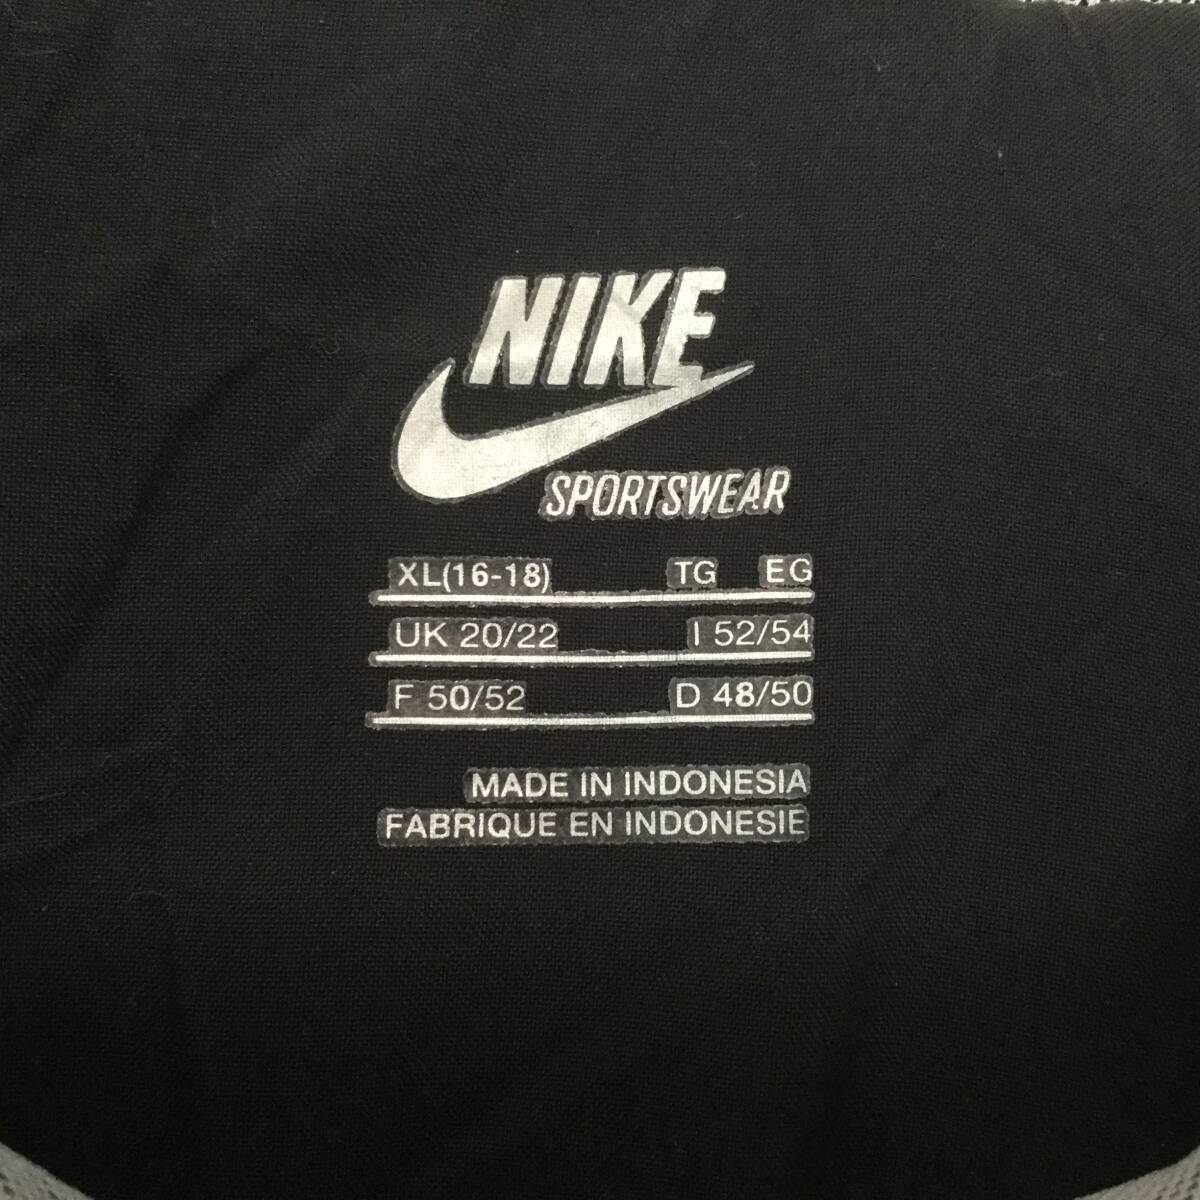 NIKE
SPORTSWEAR
XL(16-18) TG EG
UK 20/22 I 52/54
F 50/52 D 48/50
MADE IN INDONESIA
FABRIQUE EN INDONESIE